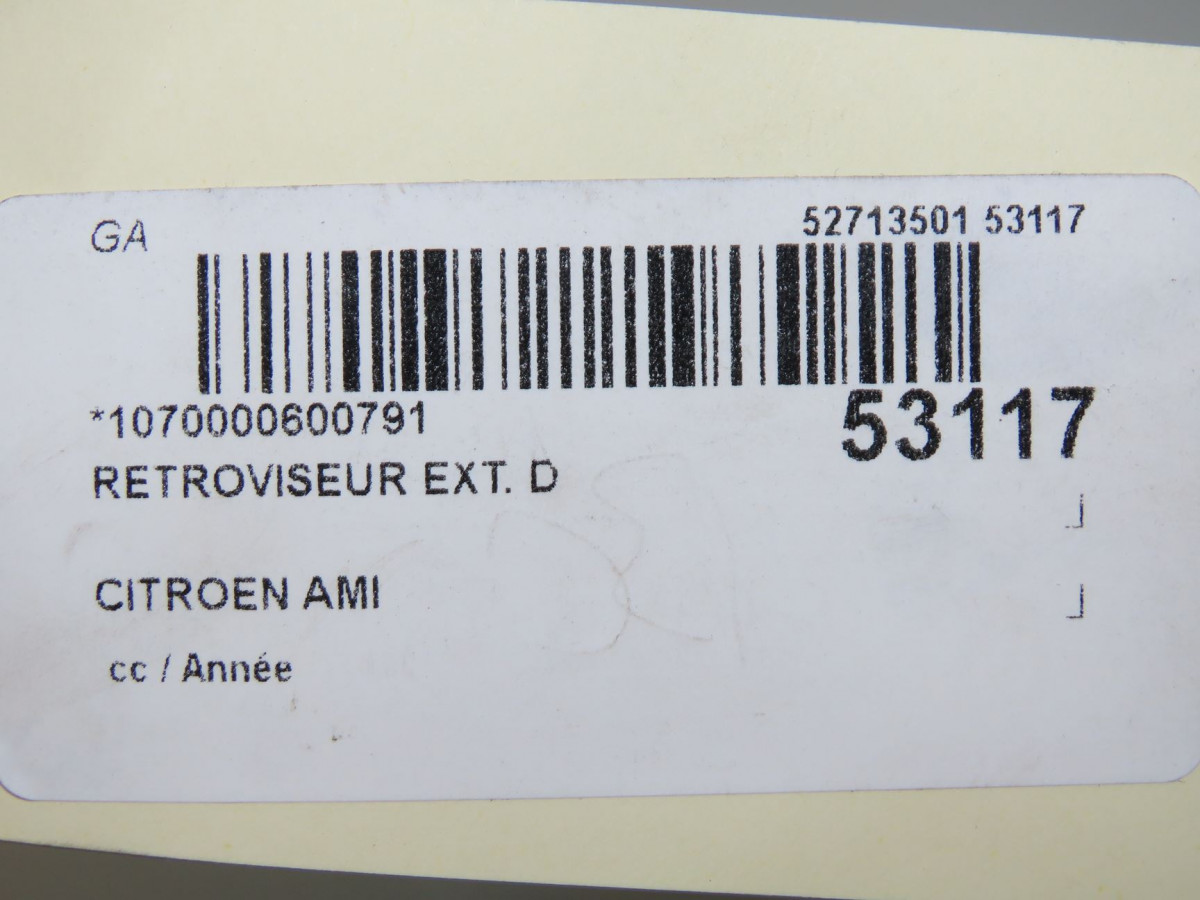 GA
52713501 53117
*1070000600791
53117
RETROVISEUR EXT. D
CITROEN AMI
cc / Année